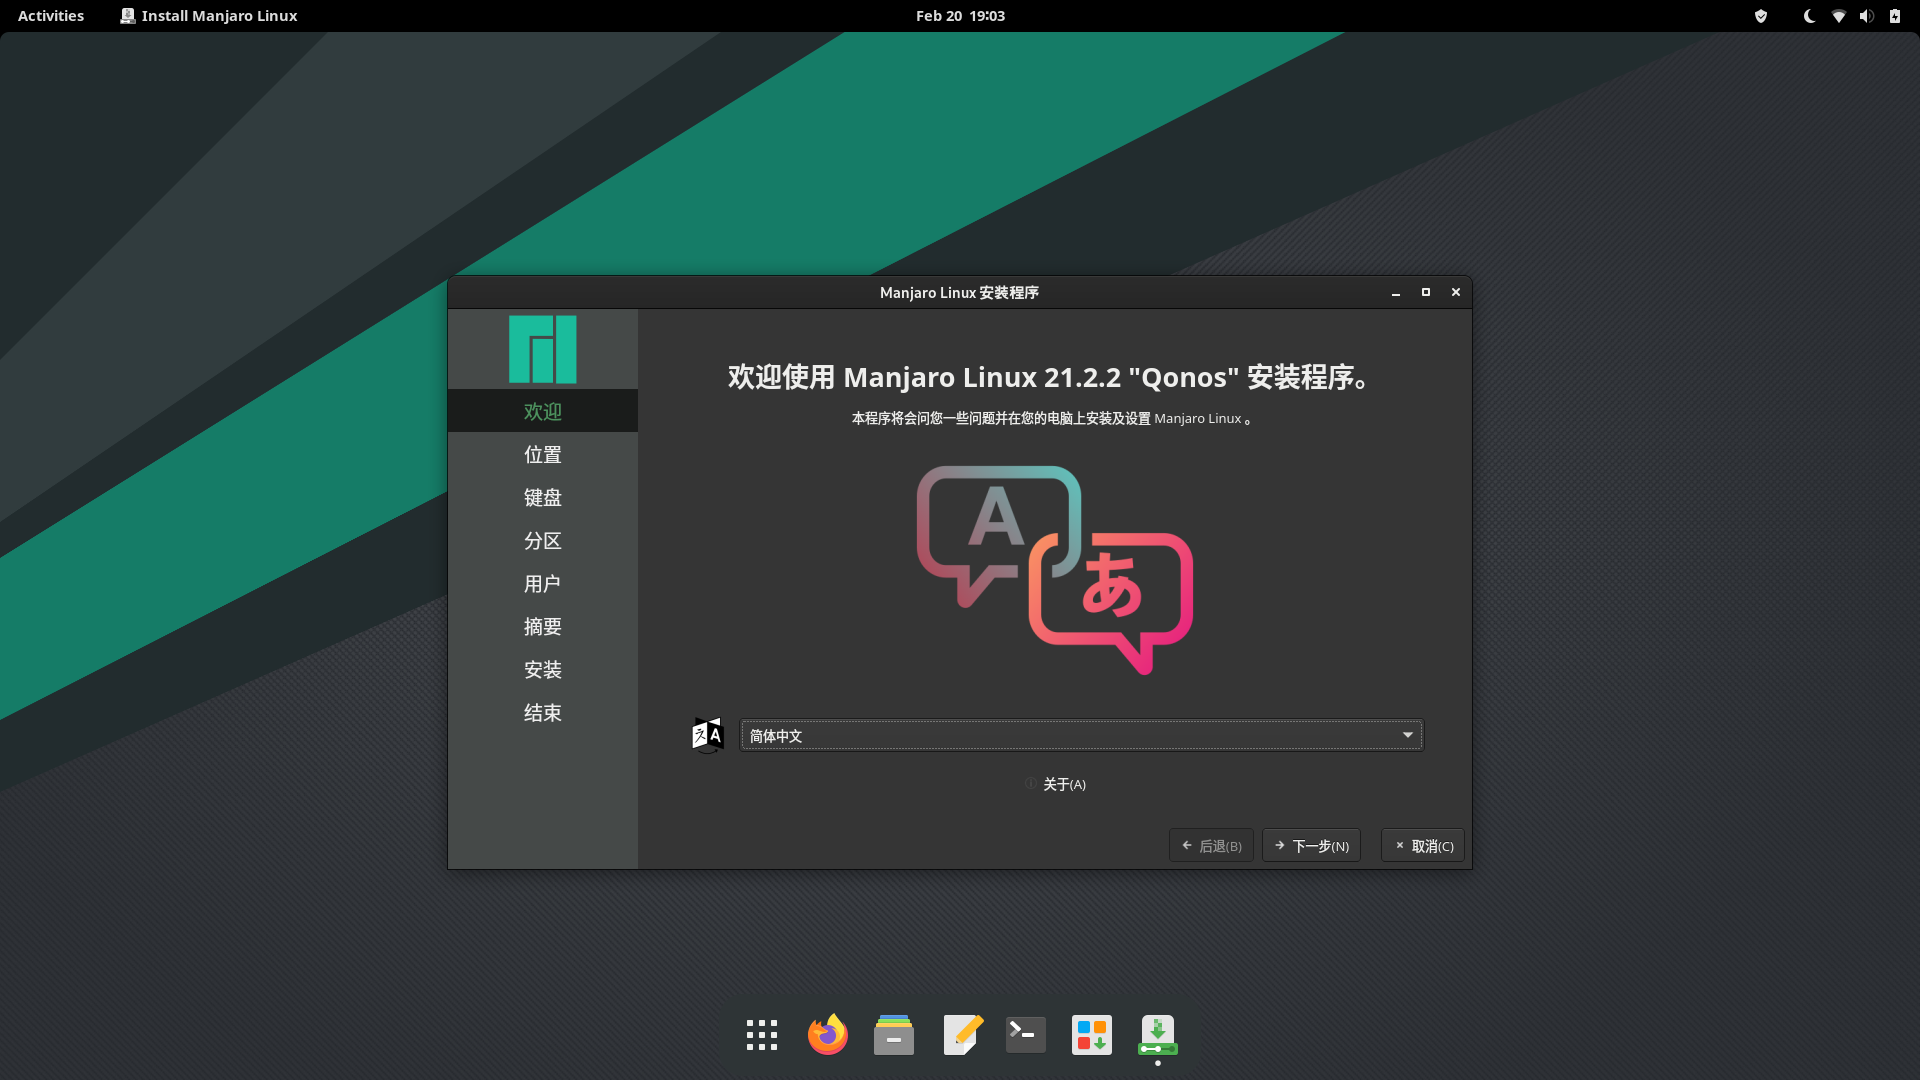 Activities
Install Manjaro Linux
Feb 20 19:03
Manjaro Linux 安装程序
欢迎
位置
键盘
分区
用户
摘要
安装
结束
欢迎使用 Manjaro Linux 21.2.2 "Qonos" 安装程序。
本程序将会问您一些问题并在您的电脑上安装及设置 Manjaro Linux 。
A
あ
简体中文
关于(A)
后退(B)
下一步(N)
取消(C)